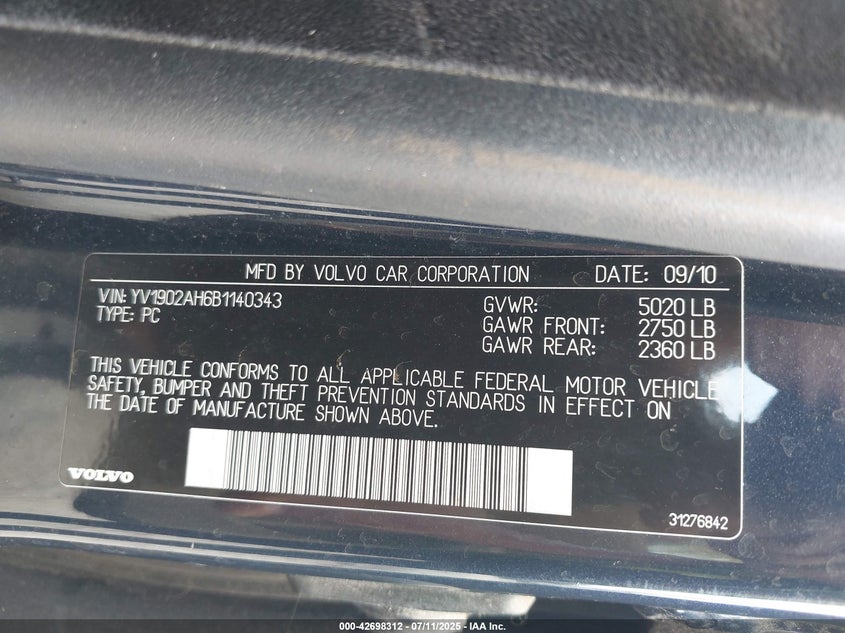 MFD BY VOLVO CAR CORPORATION DATE: 09/10
VIN: YV1902AH6B1140343
TYPE: PC
GVWR: 5020 LB
GAWR FRONT: 2750 LB
GAWR REAR: 2360 LB
THIS VEHICLE CONFORMS TO ALL APPLICABLE FEDERAL MOTOR VEHICLE
SAFETY, BUMPER AND THEFT PREVENTION STANDARDS IN EFFECT ON
THE DATE OF MANUFACTURE SHOWN ABOVE.
VOLVO
31276842
000-42698312 - 07/11/2025 - IAA Inc.